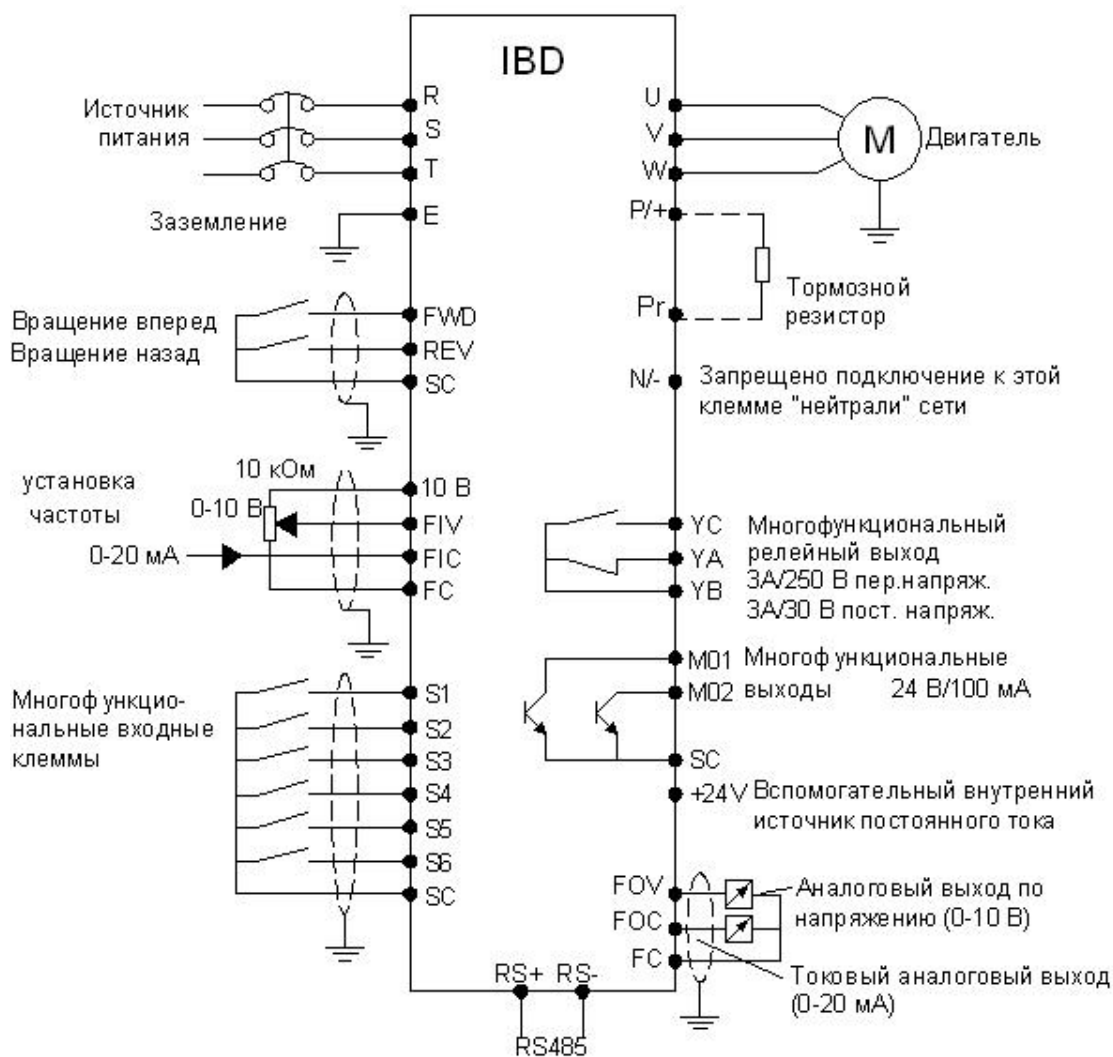 IBD
Источник
питания
R
S
T
Заземление
E
Вращение вперед
Вращение назад
FWD
REV
SC
установка
частоты
10 кОм
0-10 В
0-20 мА
10 В
FIV
FIC
FC
Многофункцио-
нальные входные
клеммы
S1
S2
S3
S4
S5
S6
SC
RS+ RS-
RS485
U
V
W
M
Двигатель
P/+
Pr
Тормозной
резистор
N/-
Запрещено подключение к этой
клемме "нейтрали" сети
YC
YA
YB
Многофункциональный
релейный выход
3А/250 В пер.напряж.
3А/30 В пост. напряж.
M01
M02
Многофункциональные
выходы 24 В/100 мА
SC
+24V
Вспомогательный внутренний
источник постоянного тока
FOV
FOC
FC
Аналоговый выход по
напряжению (0-10 В)
Токовый аналоговый выход
(0-20 мА)